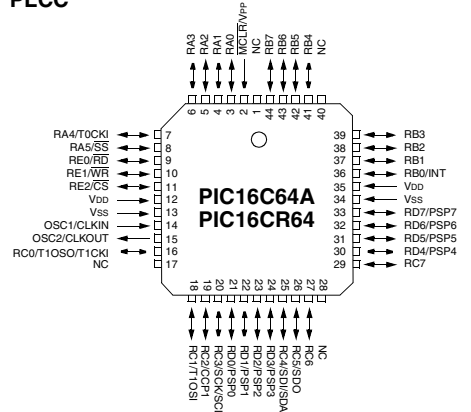 PLCC
RA3
RA2
RA1
RA0
MCLR/VPP
NC
RB7
RB6
RB5
RB4
NC
6 5 4 3 2 1 44 43 42 41 40
RA4/T0CKI 7
RA5/SS 8
RE0/RD 9
RE1/WR 10
RE2/CS 11
VDD 12
VSS 13
OSC1/CLKIN 14
OSC2/CLKOUT 15
RC0/T1OSO/T1CKI 16
NC 17
PIC16C64A
PIC16CR64
39 RB3
38 RB2
37 RB1
36 RB0/INT
35 VDD
34 VSS
33 RD7/PSP7
32 RD6/PSP6
31 RD5/PSP5
30 RD4/PSP4
29 RC7
18 19 20 21 22 23 24 25 26 27 28
RC1/T1OSI
RC2/CCP1
RC3/SCK/SCL
RD0/PSP0
RD1/PSP1
RD2/PSP2
RD3/PSP3
RC4/SDI/SDA
RC5/SDO
RC6
NC